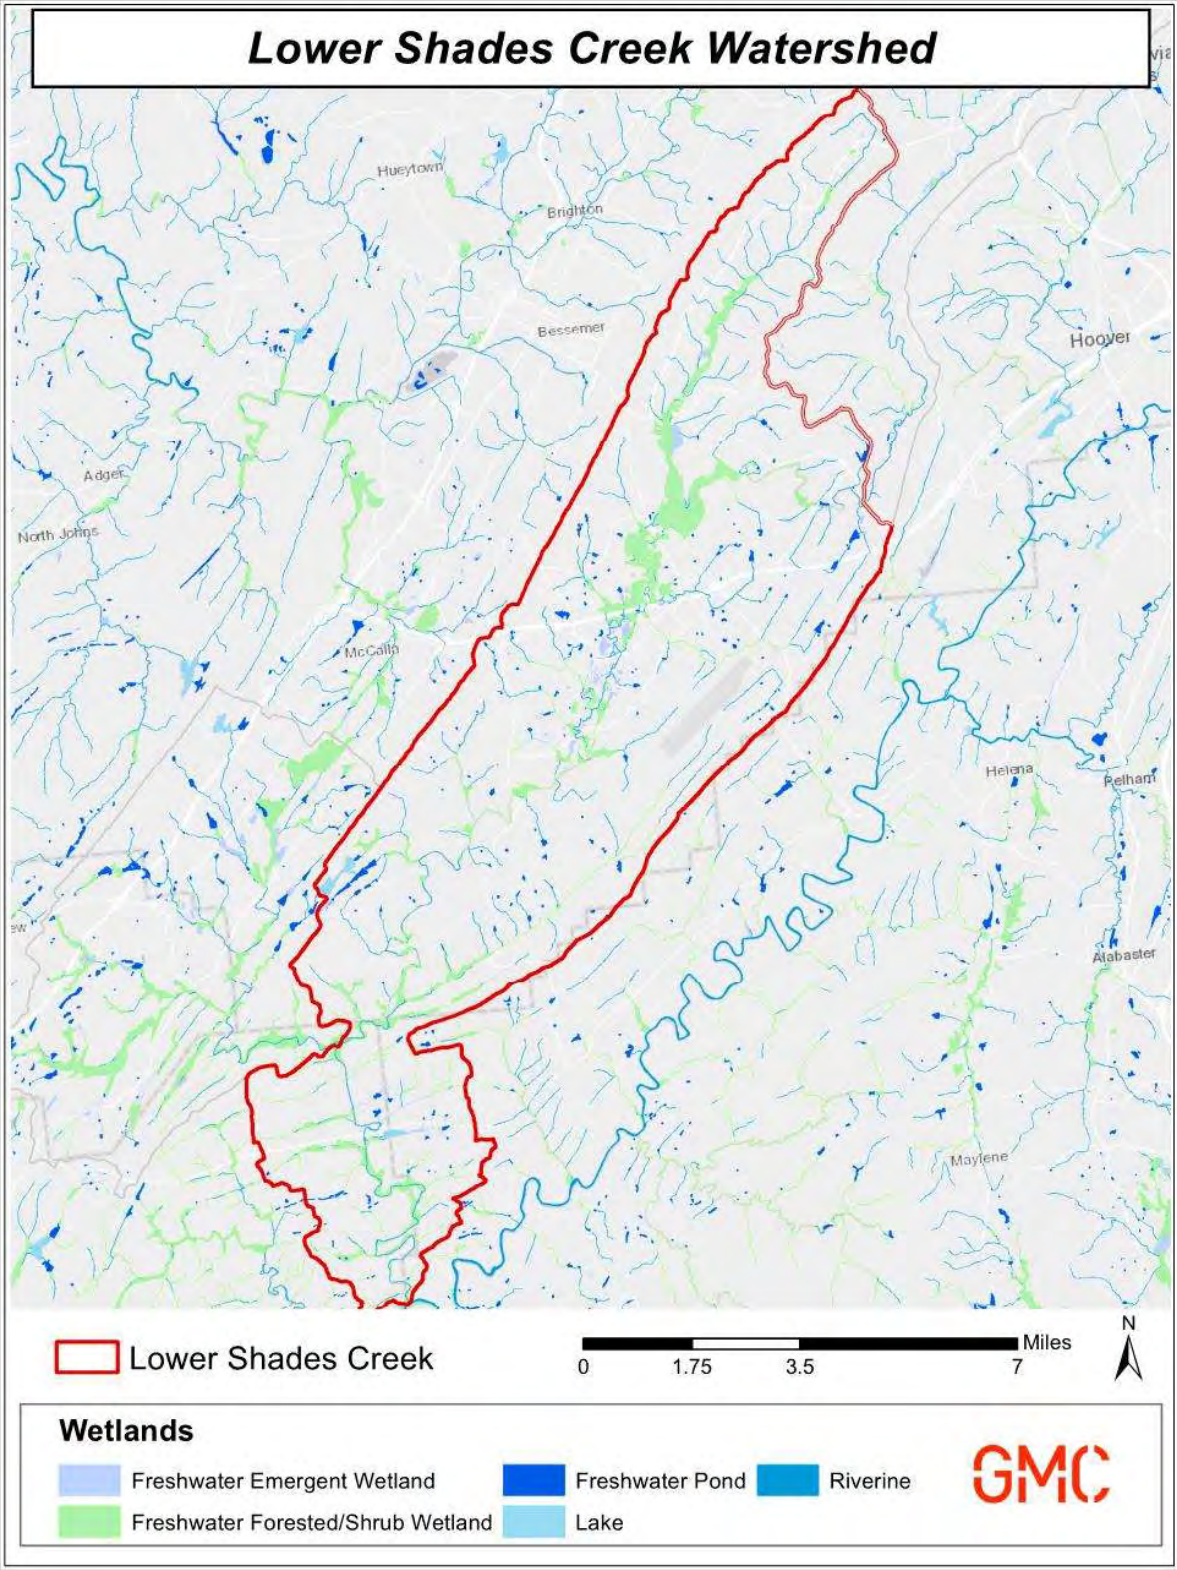 Lower Shades Creek Watershed
Hueytown
Brighton
Bessemer
Hoover
Adger
North Johns
McCalla
Helena
Pelham
Alabaster
Maylene
Lower Shades Creek
0 1.75 3.5 7 Miles
N
Wetlands
Freshwater Emergent Wetland
Freshwater Pond
Riverine
Freshwater Forested/Shrub Wetland
Lake
GMC